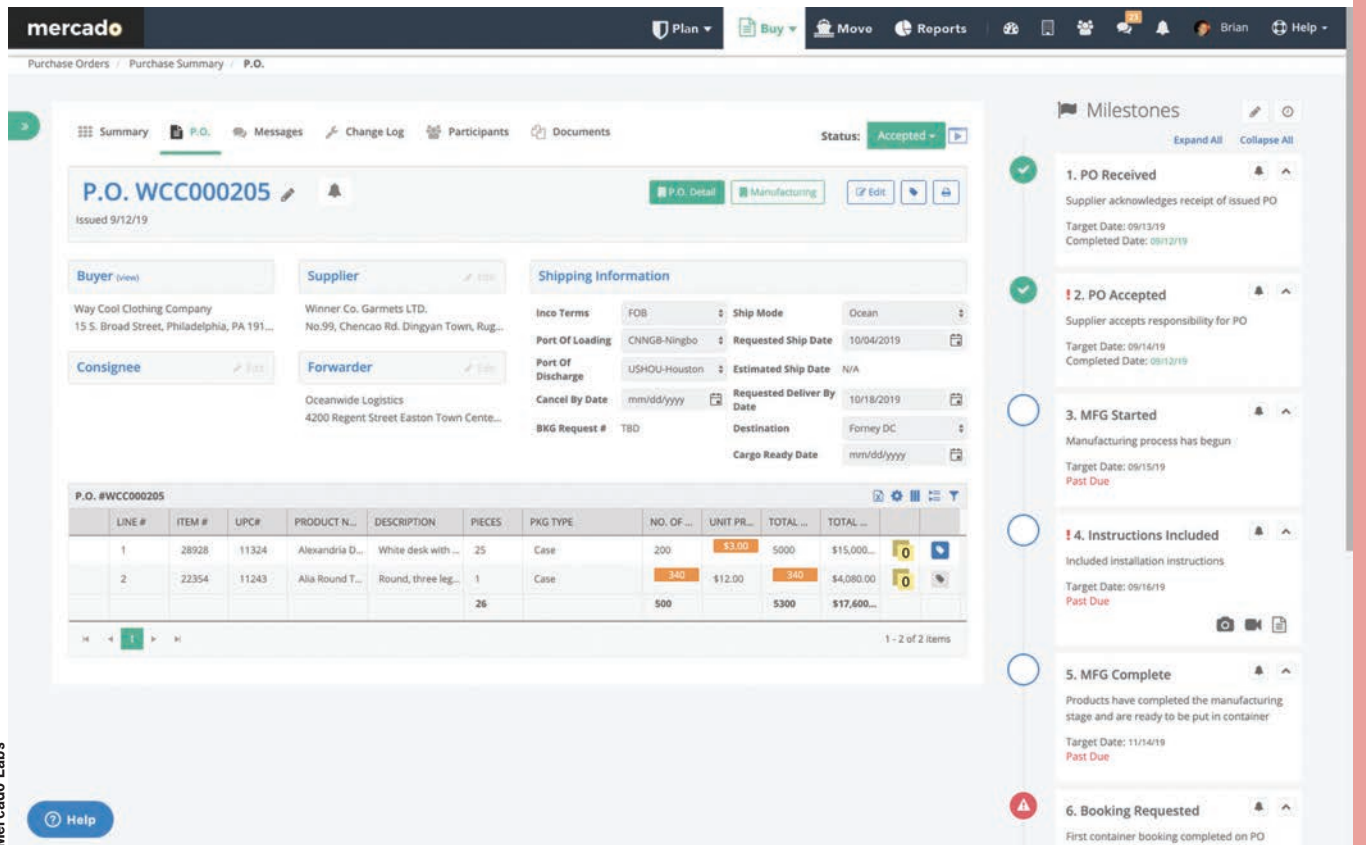 mercado
Plan
Buy
Move
Reports
23
Brian
Help
Purchase Orders / Purchase Summary / P.O.
Summary
P.O.
Messages
Change Log
Participants
Documents
Status:
Accepted
P.O. WCC000205
Issued 9/12/19
P.O. Detail
Manufacturing
Edit
Buyer (view)
Way Cool Clothing Company
15 S. Broad Street, Philadelphia, PA 191...
Supplier
Edit
Winner Co. Garmets LTD.
No.99, Chencao Rd. Dingyan Town, Rug...
Consignee
Edit
Forwarder
Edit
Oceanwide Logistics
4200 Regent Street Easton Town Cente...
Shipping Information
Inco Terms FOB Ship Mode Ocean
Port Of Loading CNNGB-Ningbo Requested Ship Date 10/04/2019
Port Of Discharge USHOU-Houston Estimated Ship Date N/A
Cancel By Date mm/dd/yyyy Requested Deliver By Date 10/18/2019
BKG Request # TBD Destination Forney DC
Cargo Ready Date mm/dd/yyyy
P.O. #WCC000205
LINE # ITEM # UPC# PRODUCT N... DESCRIPTION PIECES PKG TYPE NO. OF ... UNIT PR... TOTAL ... TOTAL ...
1 28928 11324 Alexandria D... White desk with ... 25 Case 200 $3.00 5000 $15,000... 0
2 22354 11243 Alia Round T... Round, three leg... 1 Case 340 $12.00 340 $4,080.00 0
26 500 5300 $17,600...
1
1 - 2 of 2 items
Milestones
Expand All Collapse All
1. PO Received
Supplier acknowledges receipt of issued PO
Target Date: 09/13/19
Completed Date: 09/12/19
! 2. PO Accepted
Supplier accepts responsibility for PO
Target Date: 09/14/19
Completed Date: 09/12/19
3. MFG Started
Manufacturing process has begun
Target Date: 09/15/19
Past Due
! 4. Instructions Included
Included installation instructions
Target Date: 09/16/19
Past Due
5. MFG Complete
Products have completed the manufacturing
stage and are ready to be put in container
Target Date: 11/14/19
Past Due
6. Booking Requested
First container booking completed on PO
Help
Mercado Labs